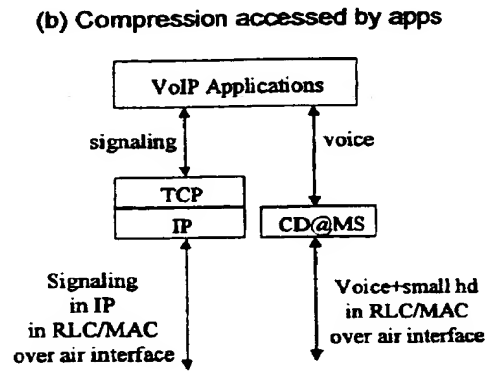 (b) Compression accessed by apps
VoIP Applications
signaling
voice
TCP
IP
CD@MS
Signaling
in IP
in RLC/MAC
over air interface
Voice+small hd
in RLC/MAC
over air interface